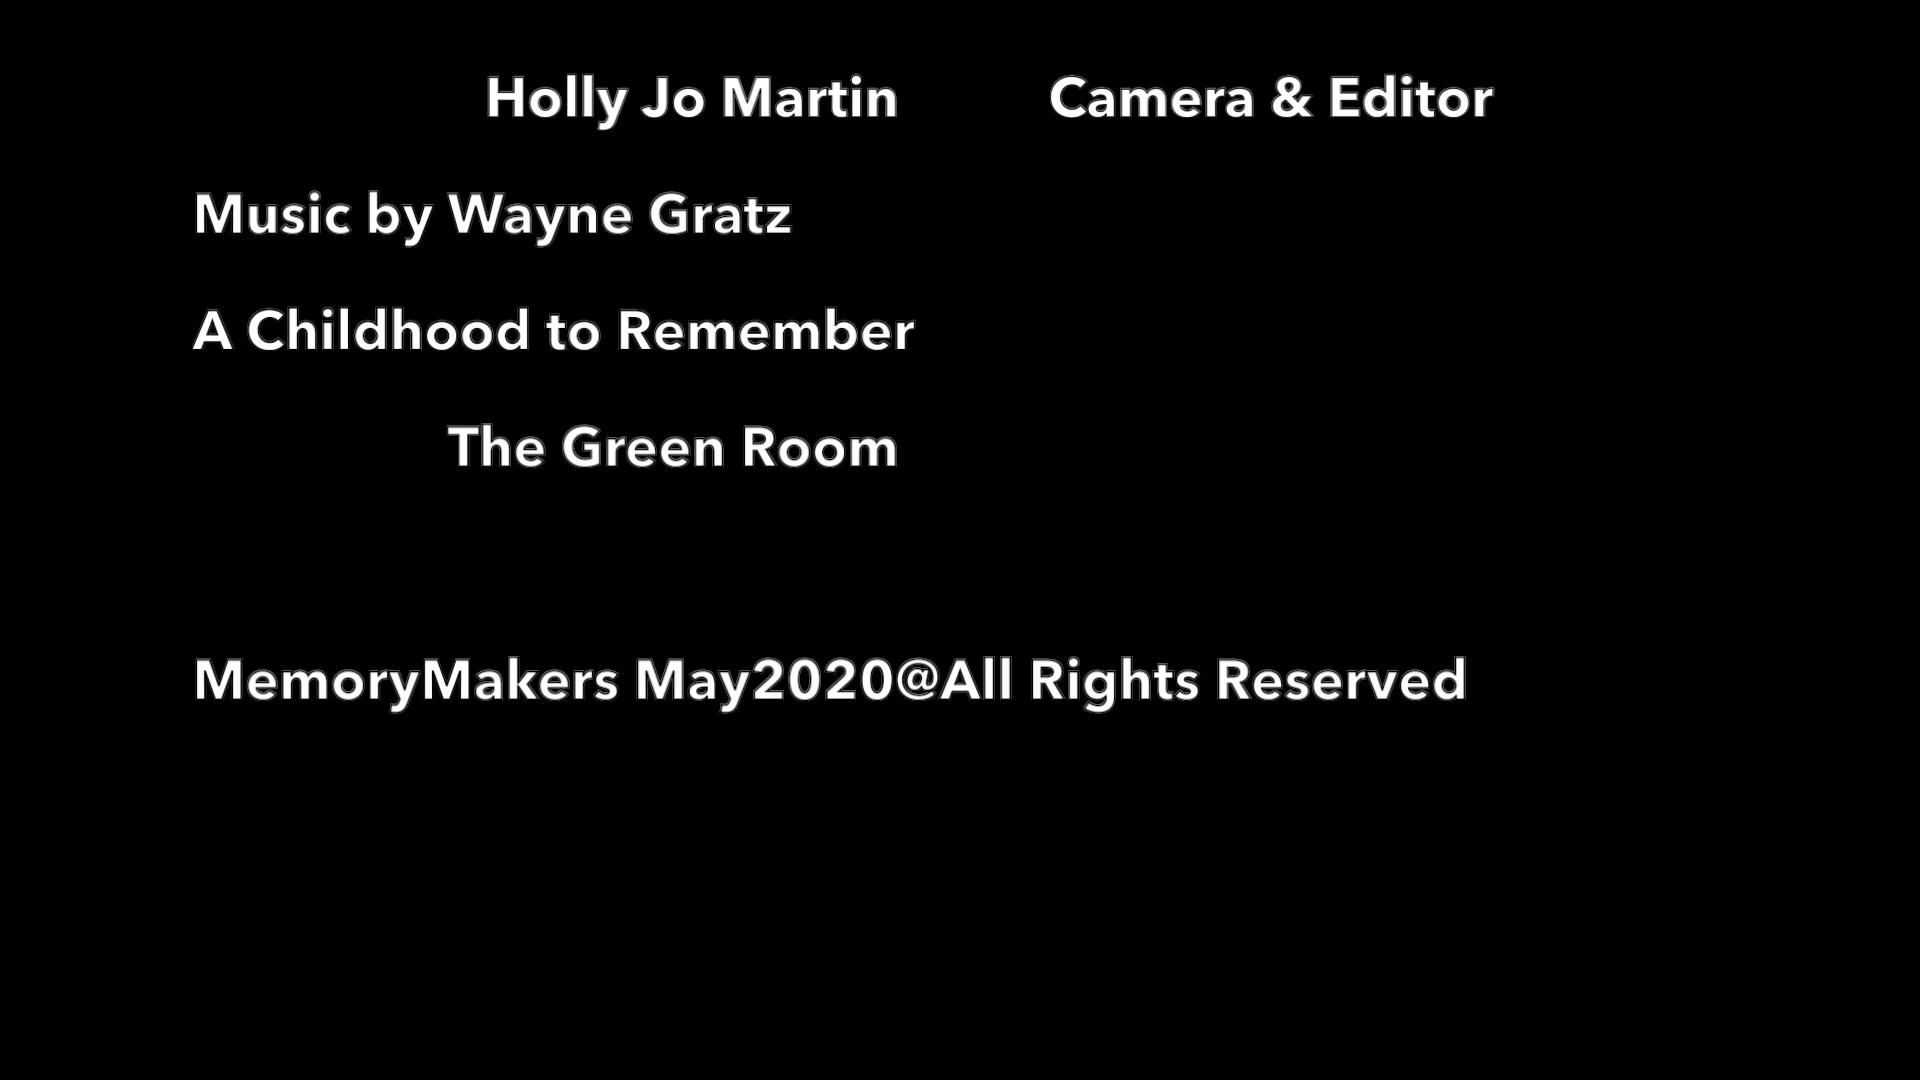 Holly Jo Martin Camera & Editor
Music by Wayne Gratz
A Childhood to Remember
The Green Room
MemoryMakers May2020@All Rights Reserved